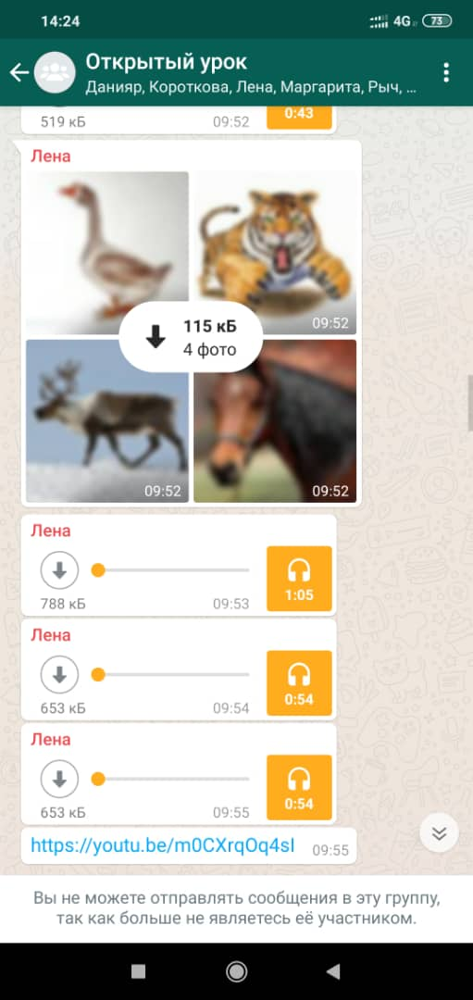 14:24
4G
73
Открытый урок
Данияр, Короткова, Лена, Маргарита, Рыч, ...
519 кБ
09:52
0:43
Лена
09:52
115 кБ
4 фото
09:52
09:52
Лена
788 кБ
09:53
1:05
Лена
653 кБ
09:54
0:54
Лена
653 кБ
09:55
0:54
https://youtu.be/m0CXrqOq4sI
09:55
Вы не можете отправлять сообщения в эту группу,
так как больше не являетесь её участником.